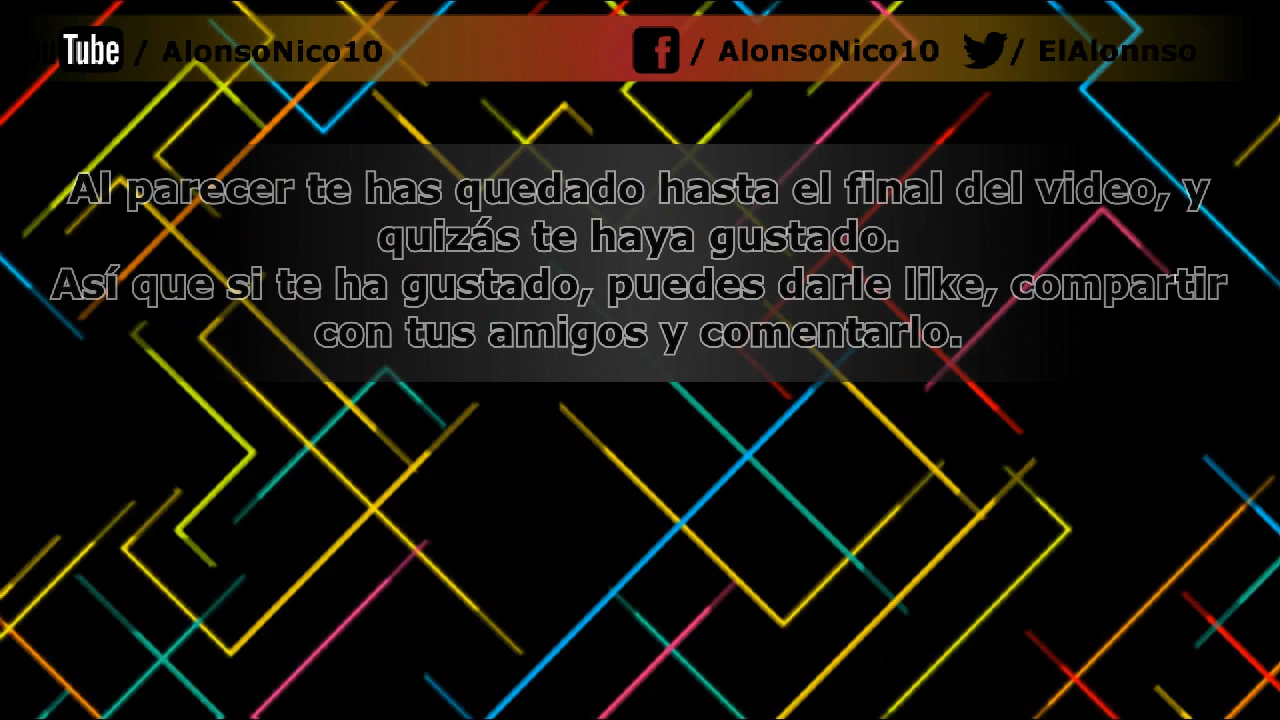 Tube / AlonsoNico10 f / AlonsoNico10 / ElAlonnso
Al parecer te has quedado hasta el final del video, y
quizás te haya gustado.
Así que si te ha gustado, puedes darle like, compartir
con tus amigos y comentarlo.